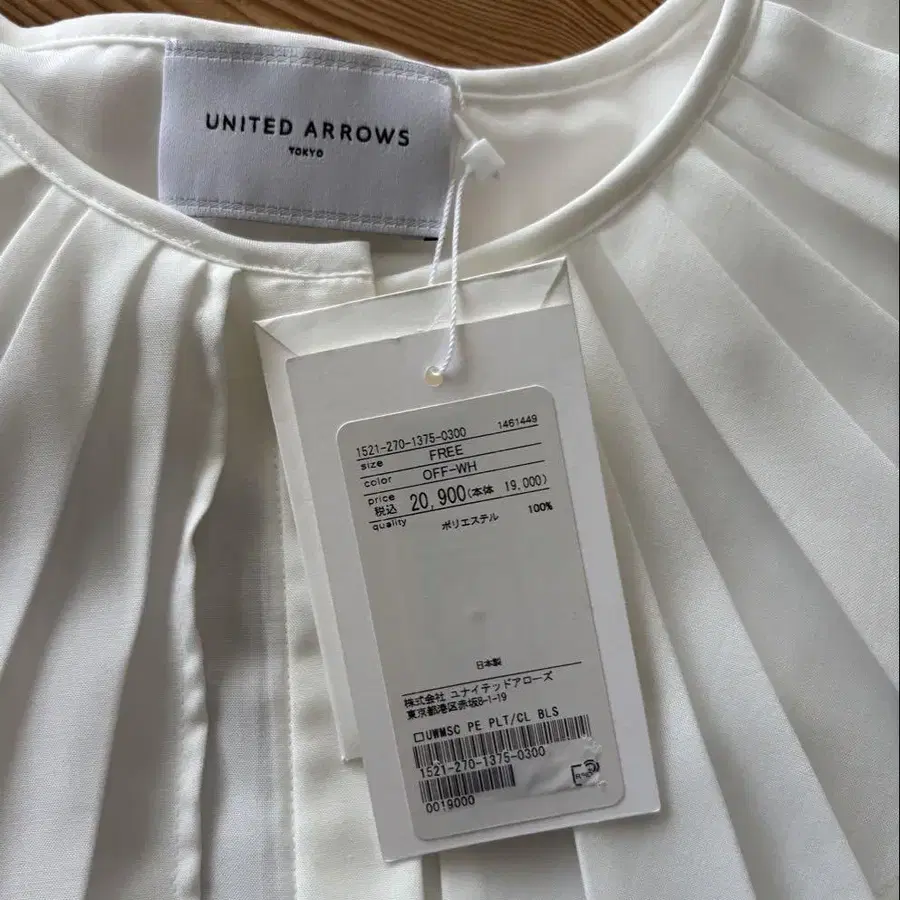 UNITED ARROWS
TOKYO
1521-270-1375-0300 1461449
size FREE
color OFF-WH
price
税込 20,900(本体 19,000)
quality ポリエステル 100%
日本製
株式会社 ユナイテッドアローズ
東京都港区赤坂8-1-19
□UWMSC PE PLT/CL BLS
1521-270-1375-0300
0019000